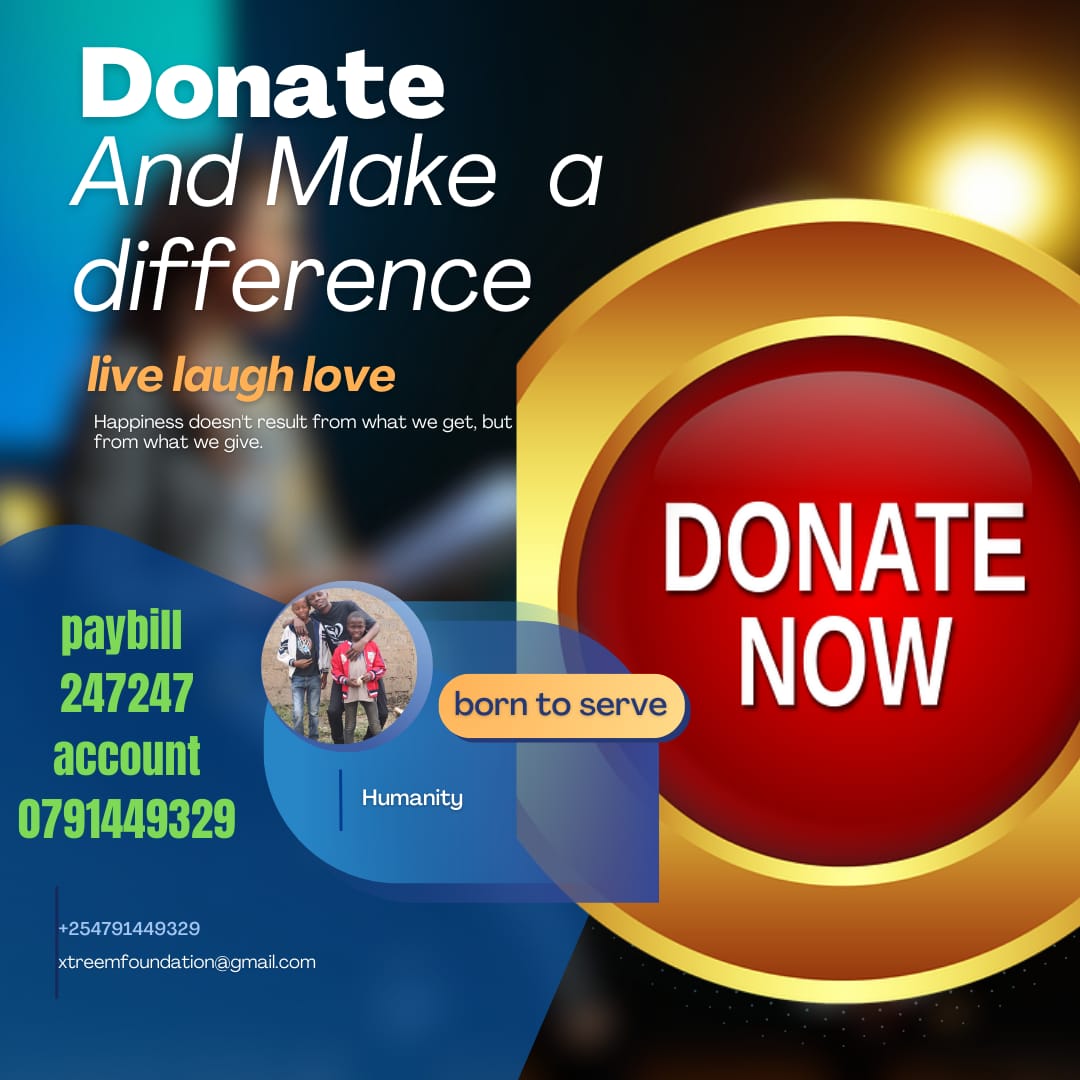 Donate
And Make a
difference
live laugh love
Happiness doesn't result from what we get, but
from what we give.
DONATE
NOW
paybill
247247
account
0791449329
born to serve
Humanity
+254791449329
xtreemfoundation@gmail.com